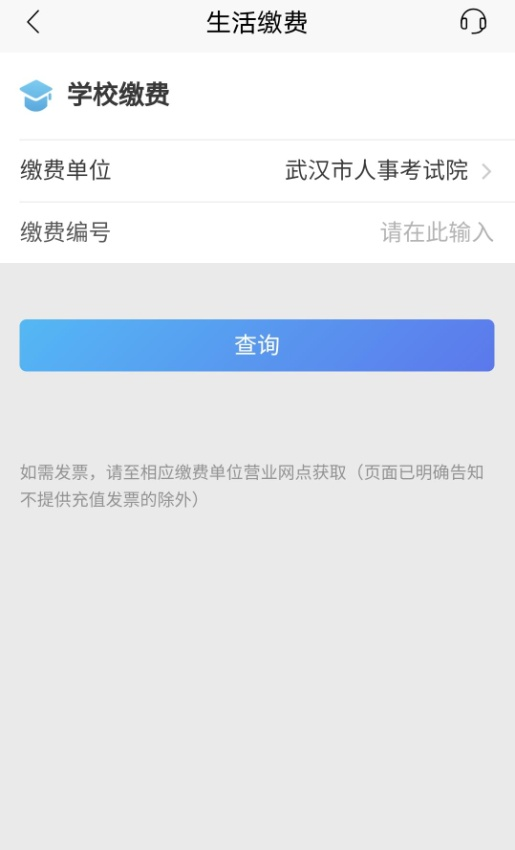 生活缴费
学校缴费
缴费单位 武汉市人事考试院
缴费编号 请在此输入
查询
如需发票，请至相应缴费单位营业网点获取（页面已明确告知
不提供充值发票的除外）